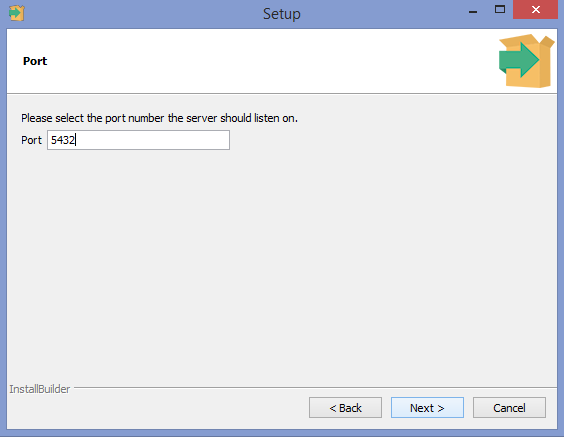 Setup
Port
Please select the port number the server should listen on.
Port 5432
InstallBuilder
< Back Next > Cancel